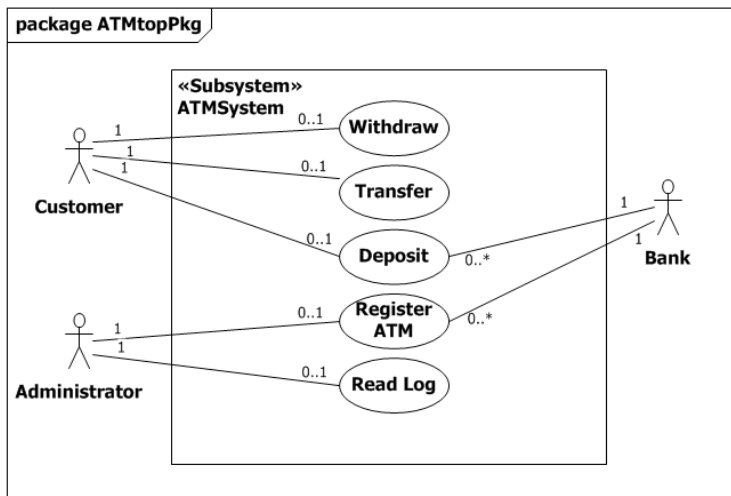 package ATMtopPkg
«Subsystem»
ATMSystem
1
0..1
Withdraw
1
0..1
Transfer
1
Customer
0..1
Deposit
0..*
1
1
Bank
1
0..1
Register
ATM
0..*
1
0..1
Read Log
Administrator